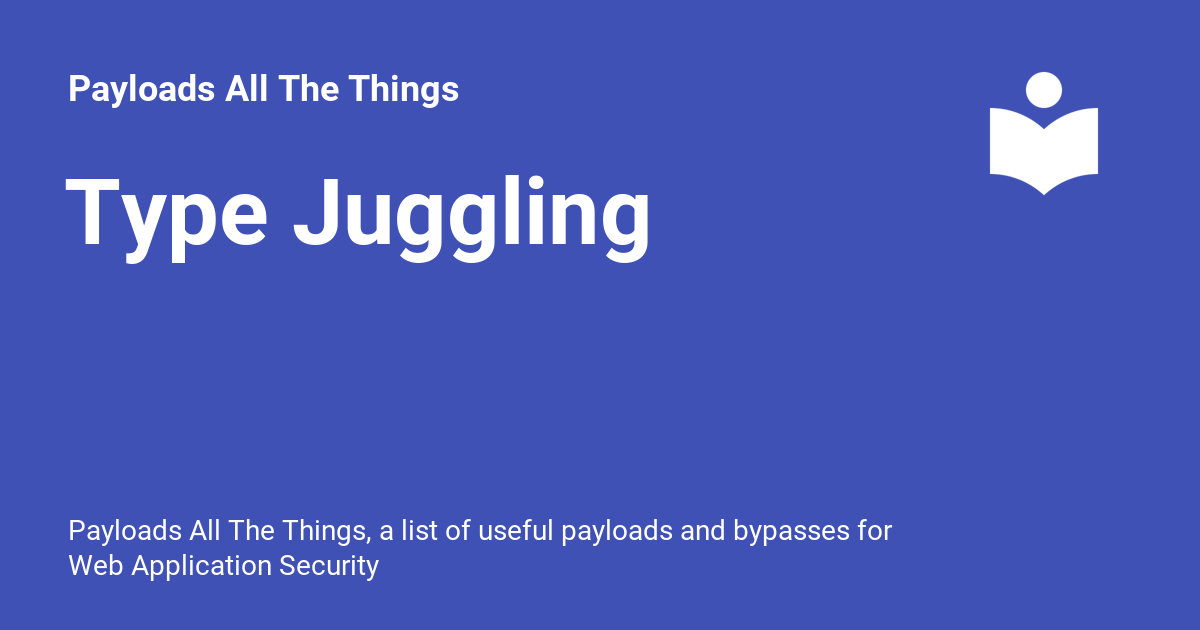 Payloads All The Things
Type Juggling
Payloads All The Things, a list of useful payloads and bypasses for
Web Application Security